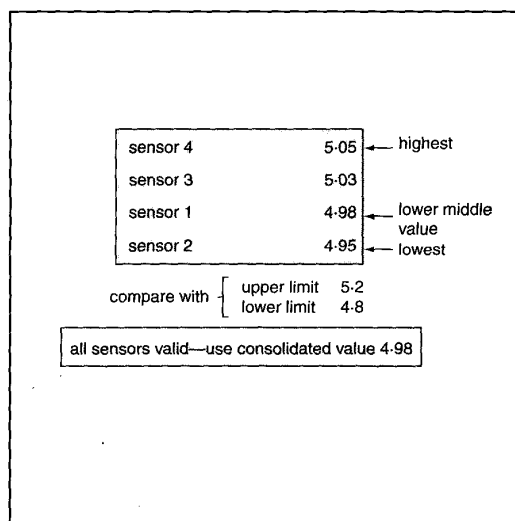 sensor 4 5·05 highest
sensor 3 5·03
sensor 1 4·98 lower middle
value
sensor 2 4·95 lowest
compare with upper limit 5·2
lower limit 4·8
all sensors valid—use consolidated value 4·98